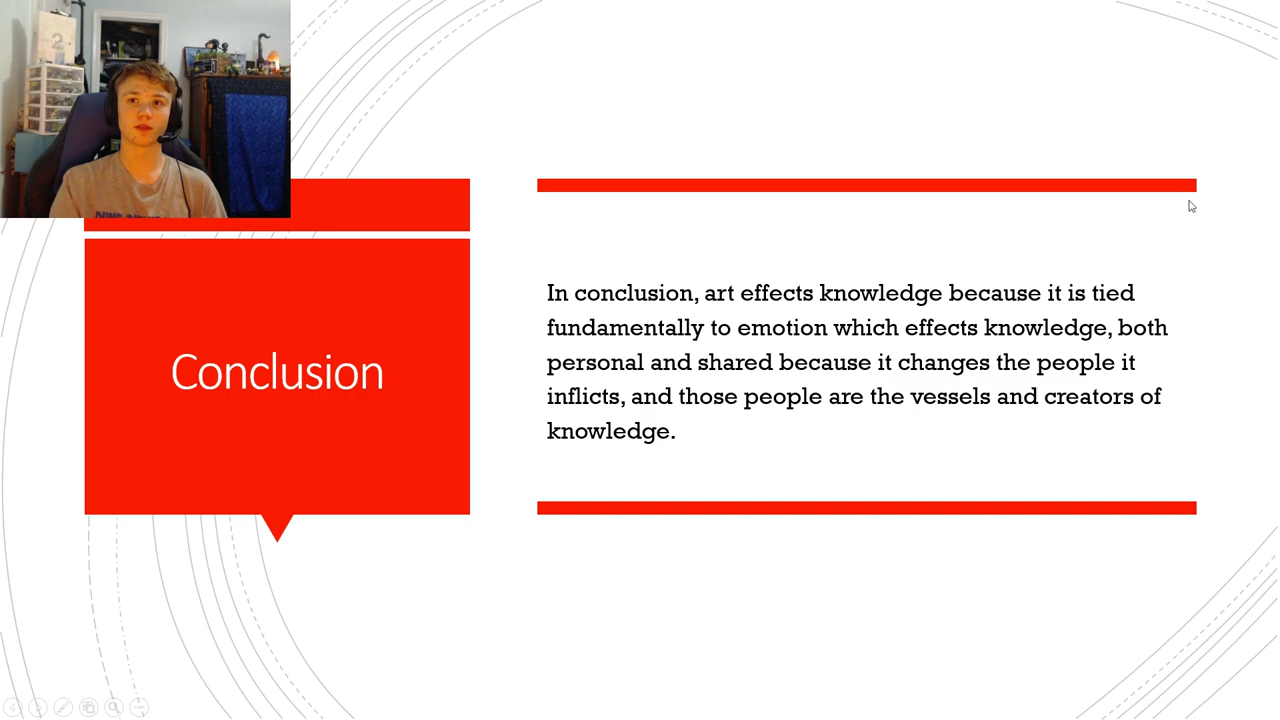 2
Conclusion
In conclusion, art effects knowledge because it is tied
fundamentally to emotion which effects knowledge, both
personal and shared because it changes the people it
inflicts, and those people are the vessels and creators of
knowledge.